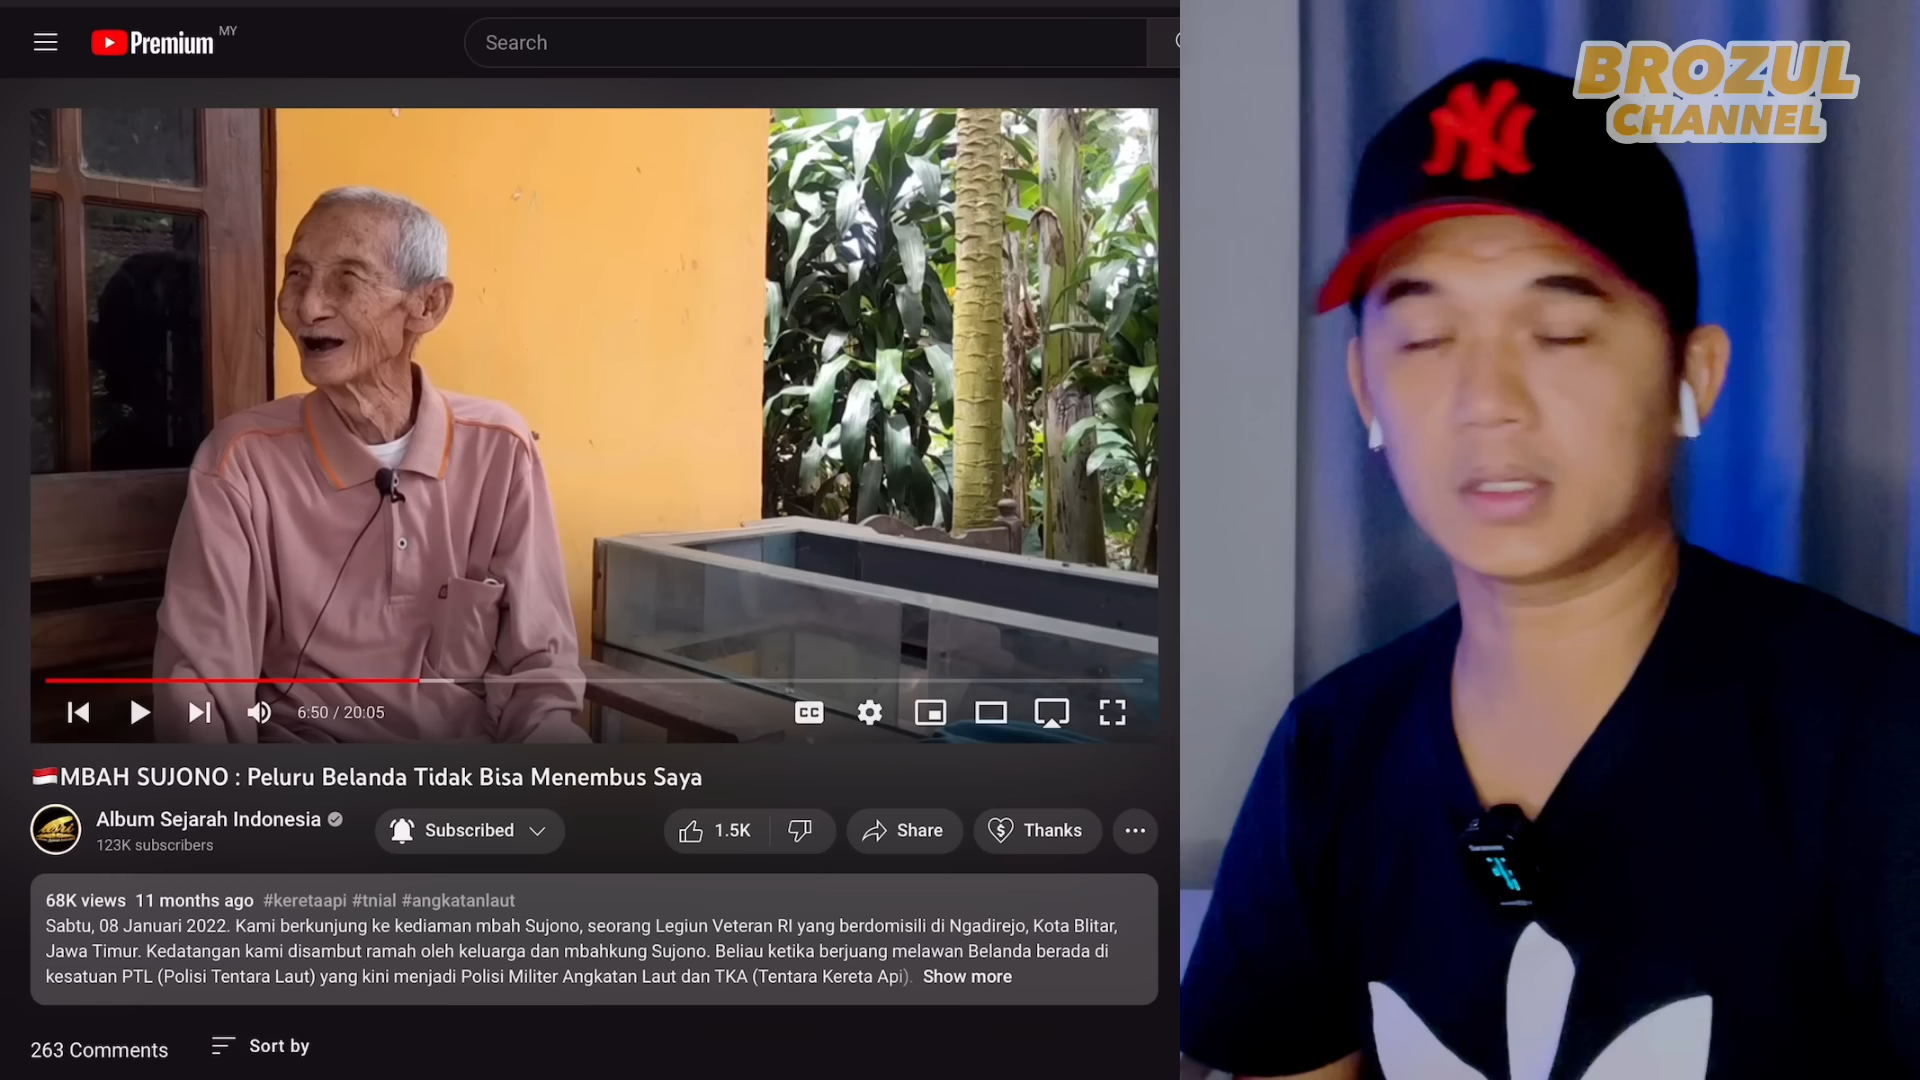 Premium MY
Search
BROZUL
CHANNEL
NY
CC
6:50 / 20:05
🇮🇩MBAH SUJONO : Peluru Belanda Tidak Bisa Menembus Saya
Album Sejarah Indonesia
123K subscribers
Subscribed
1.5K
Share
Thanks
68K views 11 months ago #keretaapi #tnial #angkatanlaut
Sabtu, 08 Januari 2022. Kami berkunjung ke kediaman mbah Sujono, seorang Legiun Veteran RI yang berdomisili di Ngadirejo, Kota Blitar,
Jawa Timur. Kedatangan kami disambut ramah oleh keluarga dan mbahkung Sujono. Beliau ketika berjuang melawan Belanda berada di
kesatuan PTL (Polisi Tentara Laut) yang kini menjadi Polisi Militer Angkatan Laut dan TKA (Tentara Kereta Api). Show more
263 Comments
Sort by